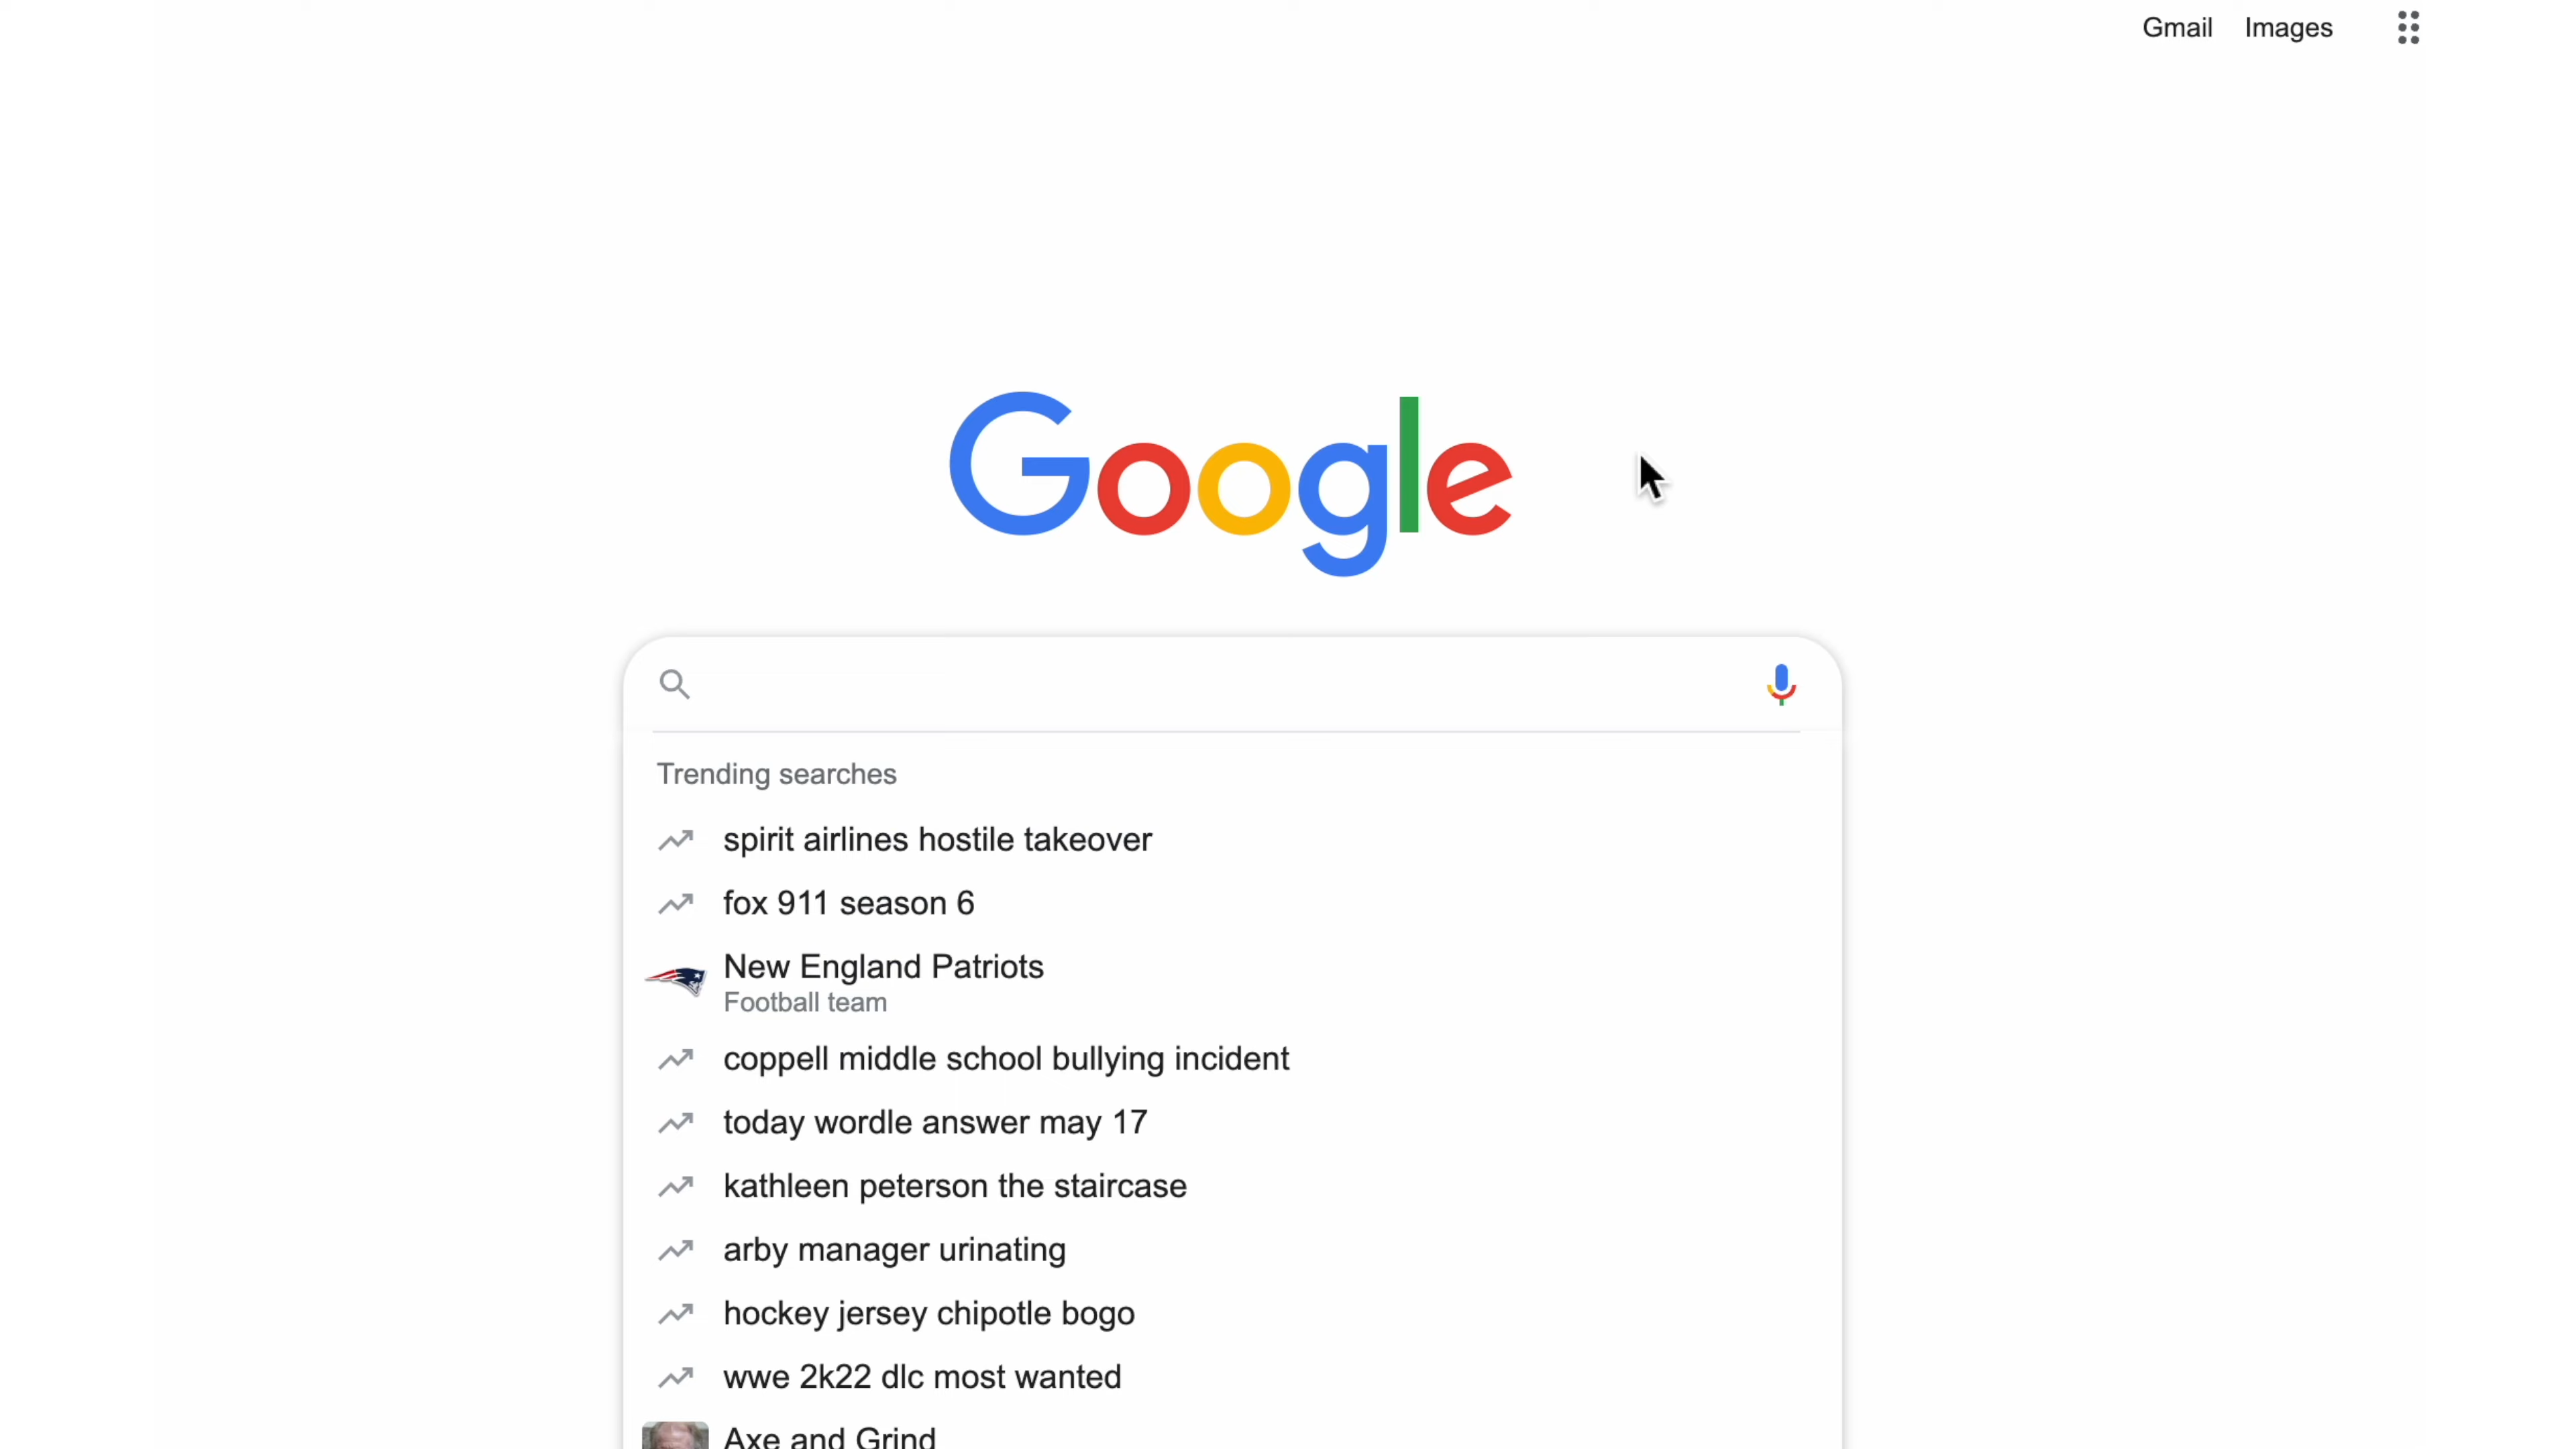 Gmail Images
Google
Trending searches
spirit airlines hostile takeover
fox 911 season 6
New England Patriots
Football team
coppell middle school bullying incident
today wordle answer may 17
kathleen peterson the staircase
arby manager urinating
hockey jersey chipotle bogo
wwe 2k22 dlc most wanted
Axe and Grind